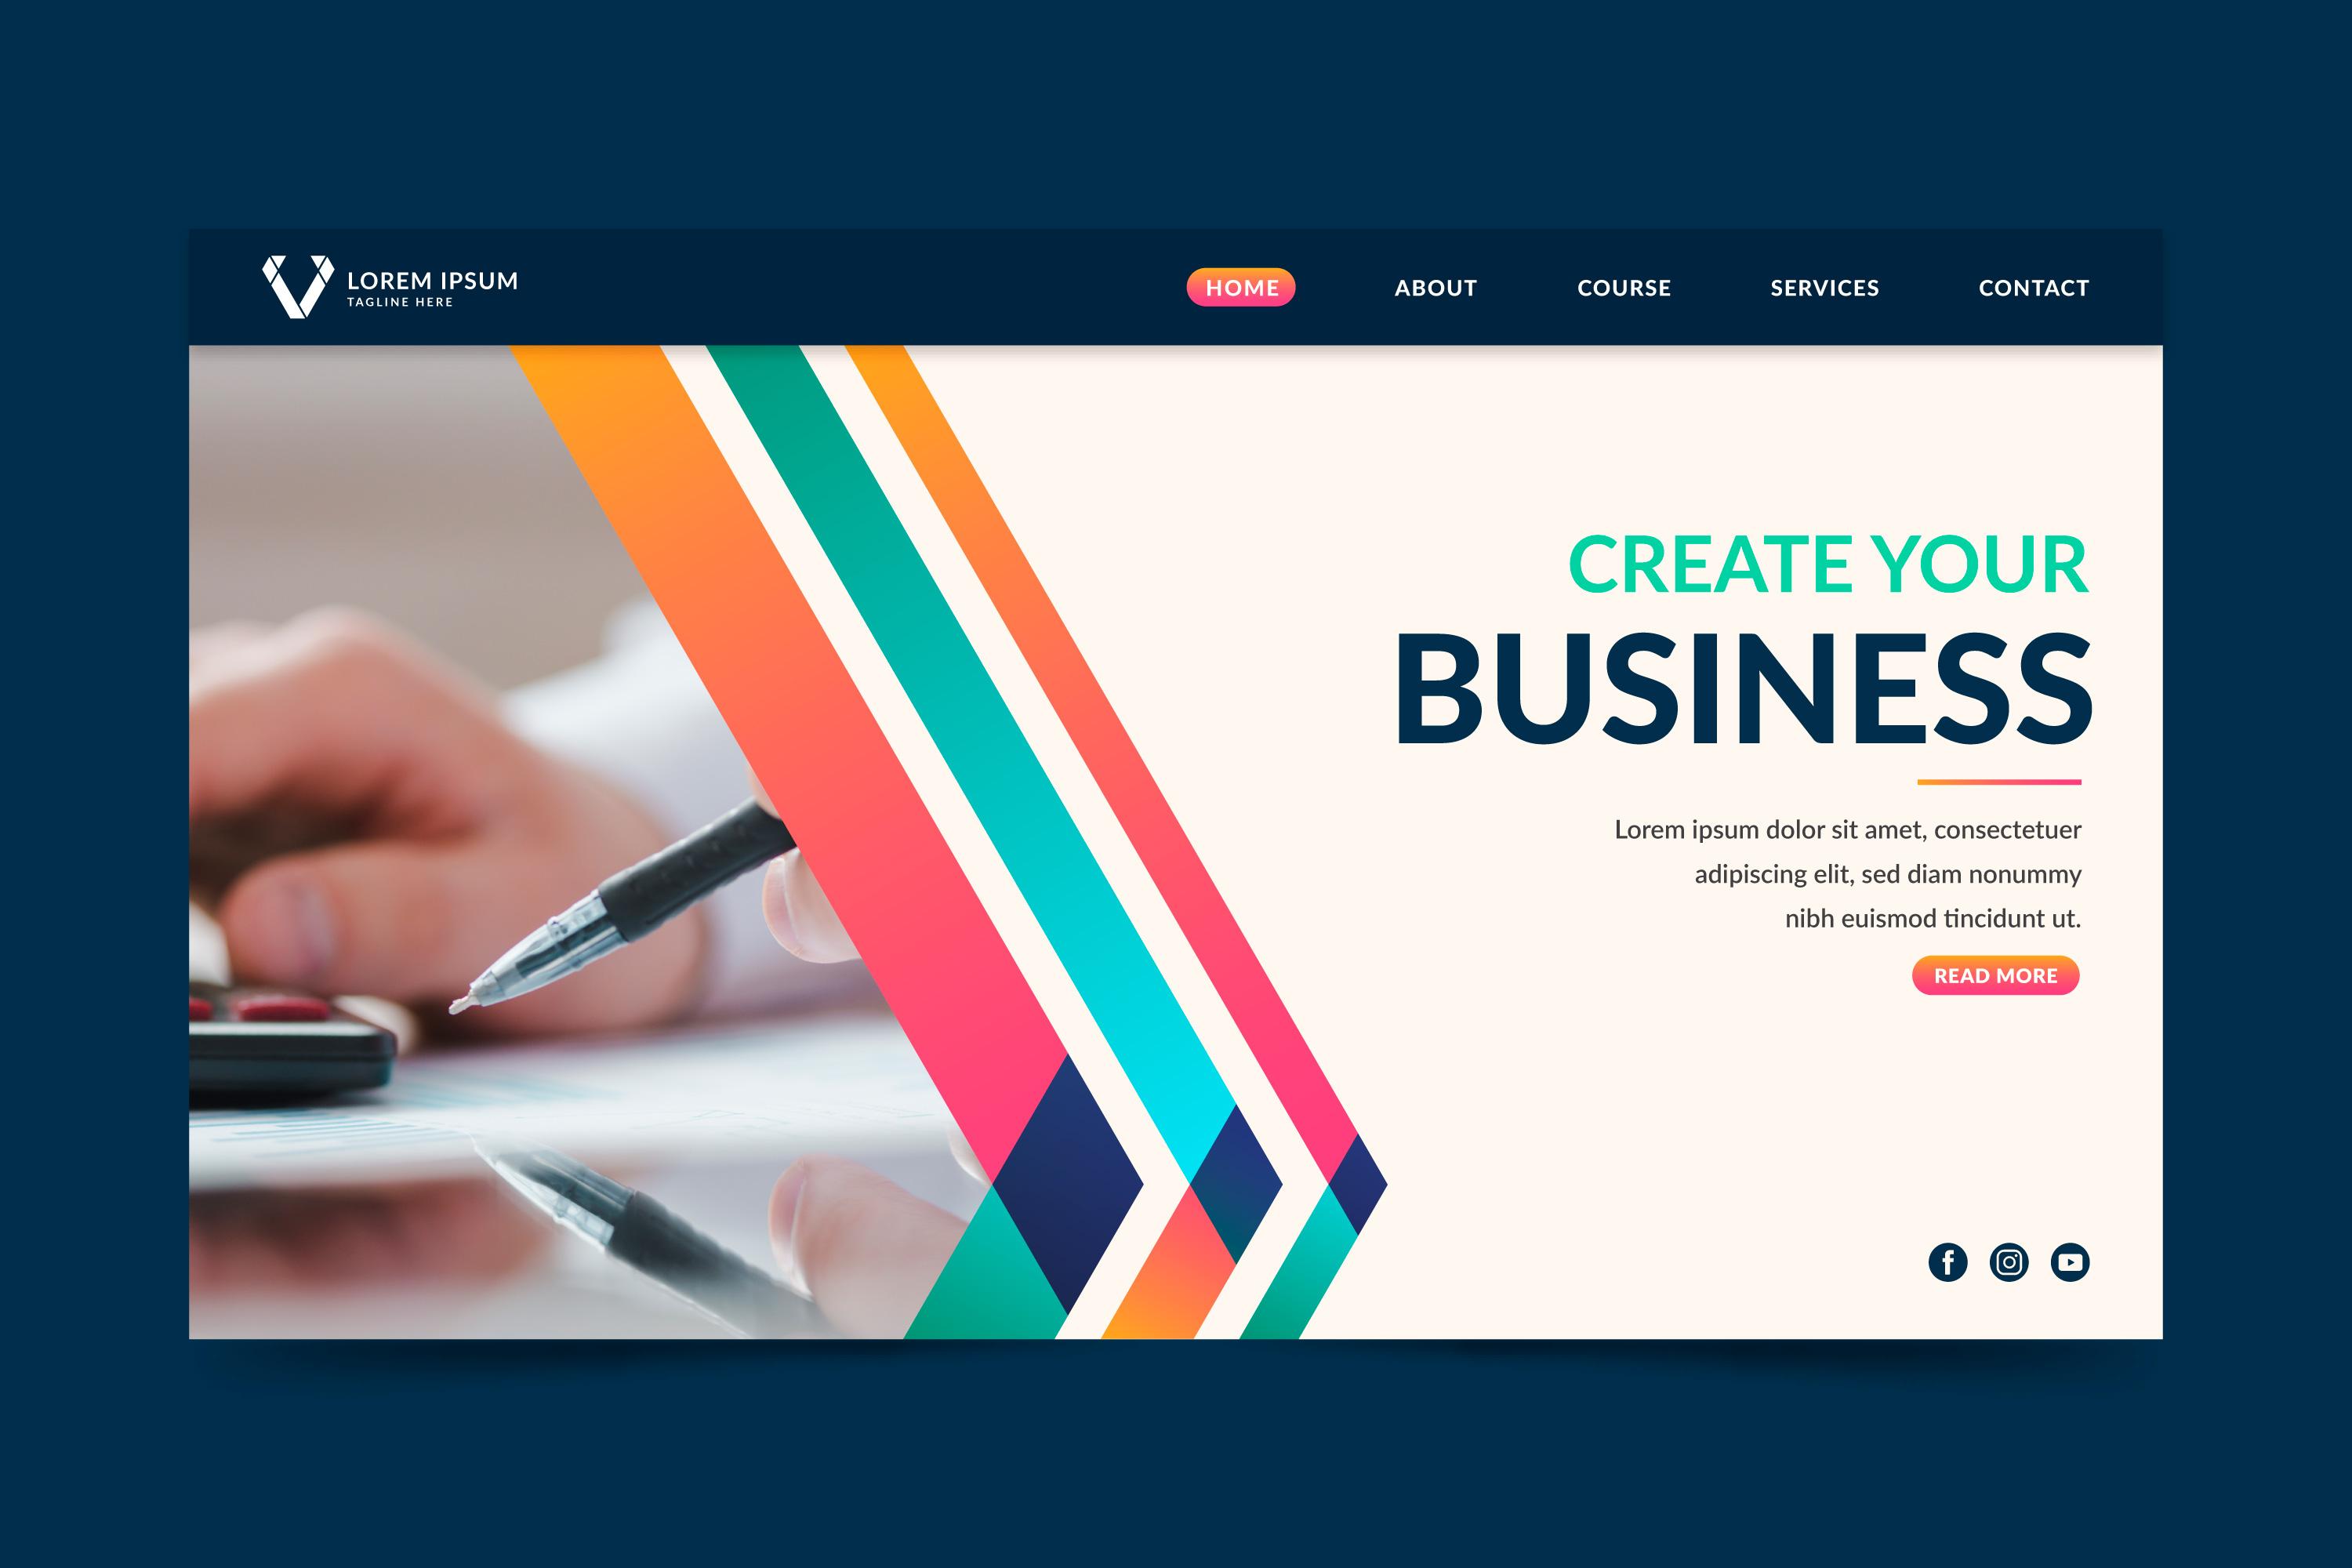 LOREM IPSUM
TAGLINE HERE
HOME
ABOUT
COURSE
SERVICES
CONTACT
CREATE YOUR
BUSINESS
Lorem ipsum dolor sit amet, consectetuer
adipiscing elit, sed diam nonummy
nibh euismod tincidunt ut.
READ MORE